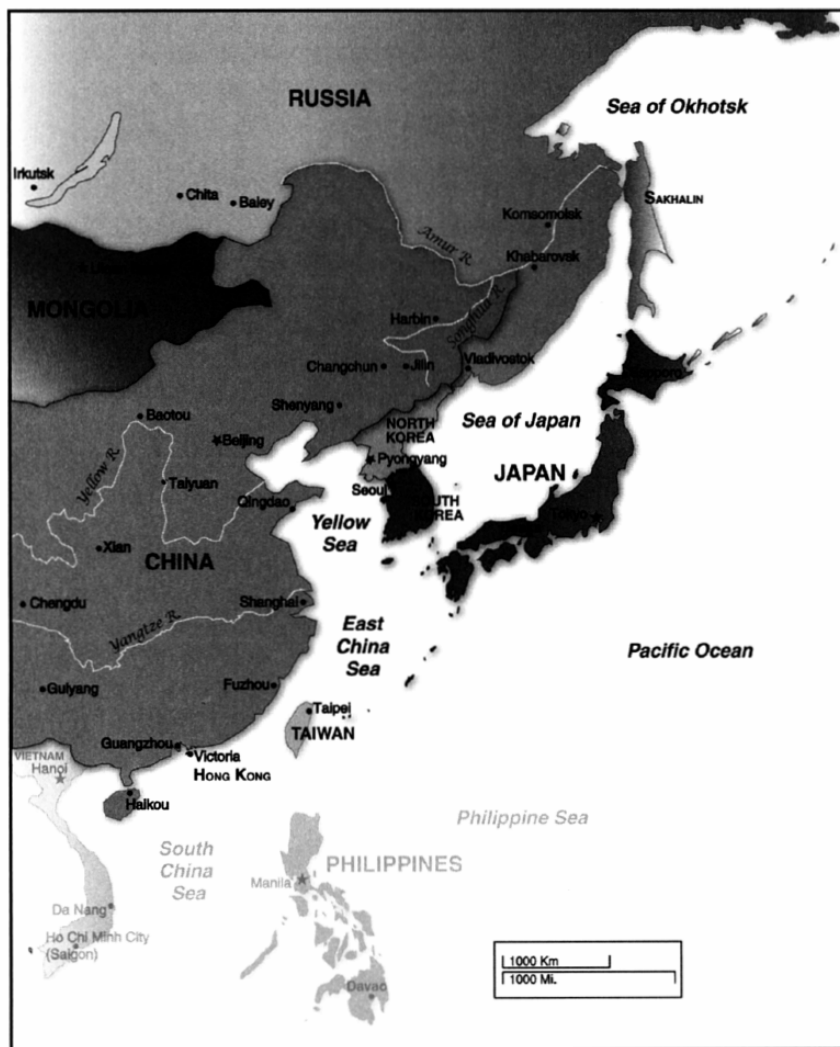 RUSSIA
Sea of Okhotsk
Irkutsk
Chita
Baley
SAKHALIN
Komsomolsk
Amur R.
Khabarovsk
MONGOLIA
Harbin
Songhua R.
Changchun
Jilin
Vladivostok
Shenyang
Baotou
NORTH
KOREA
Sea of Japan
Beijing
Yellow R.
Pyongyang
JAPAN
Taiyuan
Seoul
SOUTH
KOREA
Qingdao
Tokyo
Yellow
Sea
Xian
CHINA
Chengdu
Shanghai
Yangtze R.
East
China
Sea
Pacific Ocean
Guiyang
Fuzhou
Taipei
TAIWAN
Guangzhou
Victoria
HONG KONG
VIETNAM
Hanoi
Haikou
Philippine Sea
South
China
Sea
PHILIPPINES
Manila
Da Nang
Ho Chi Minh City
(Saigon)
Davao
1000 Km
1000 Mi.